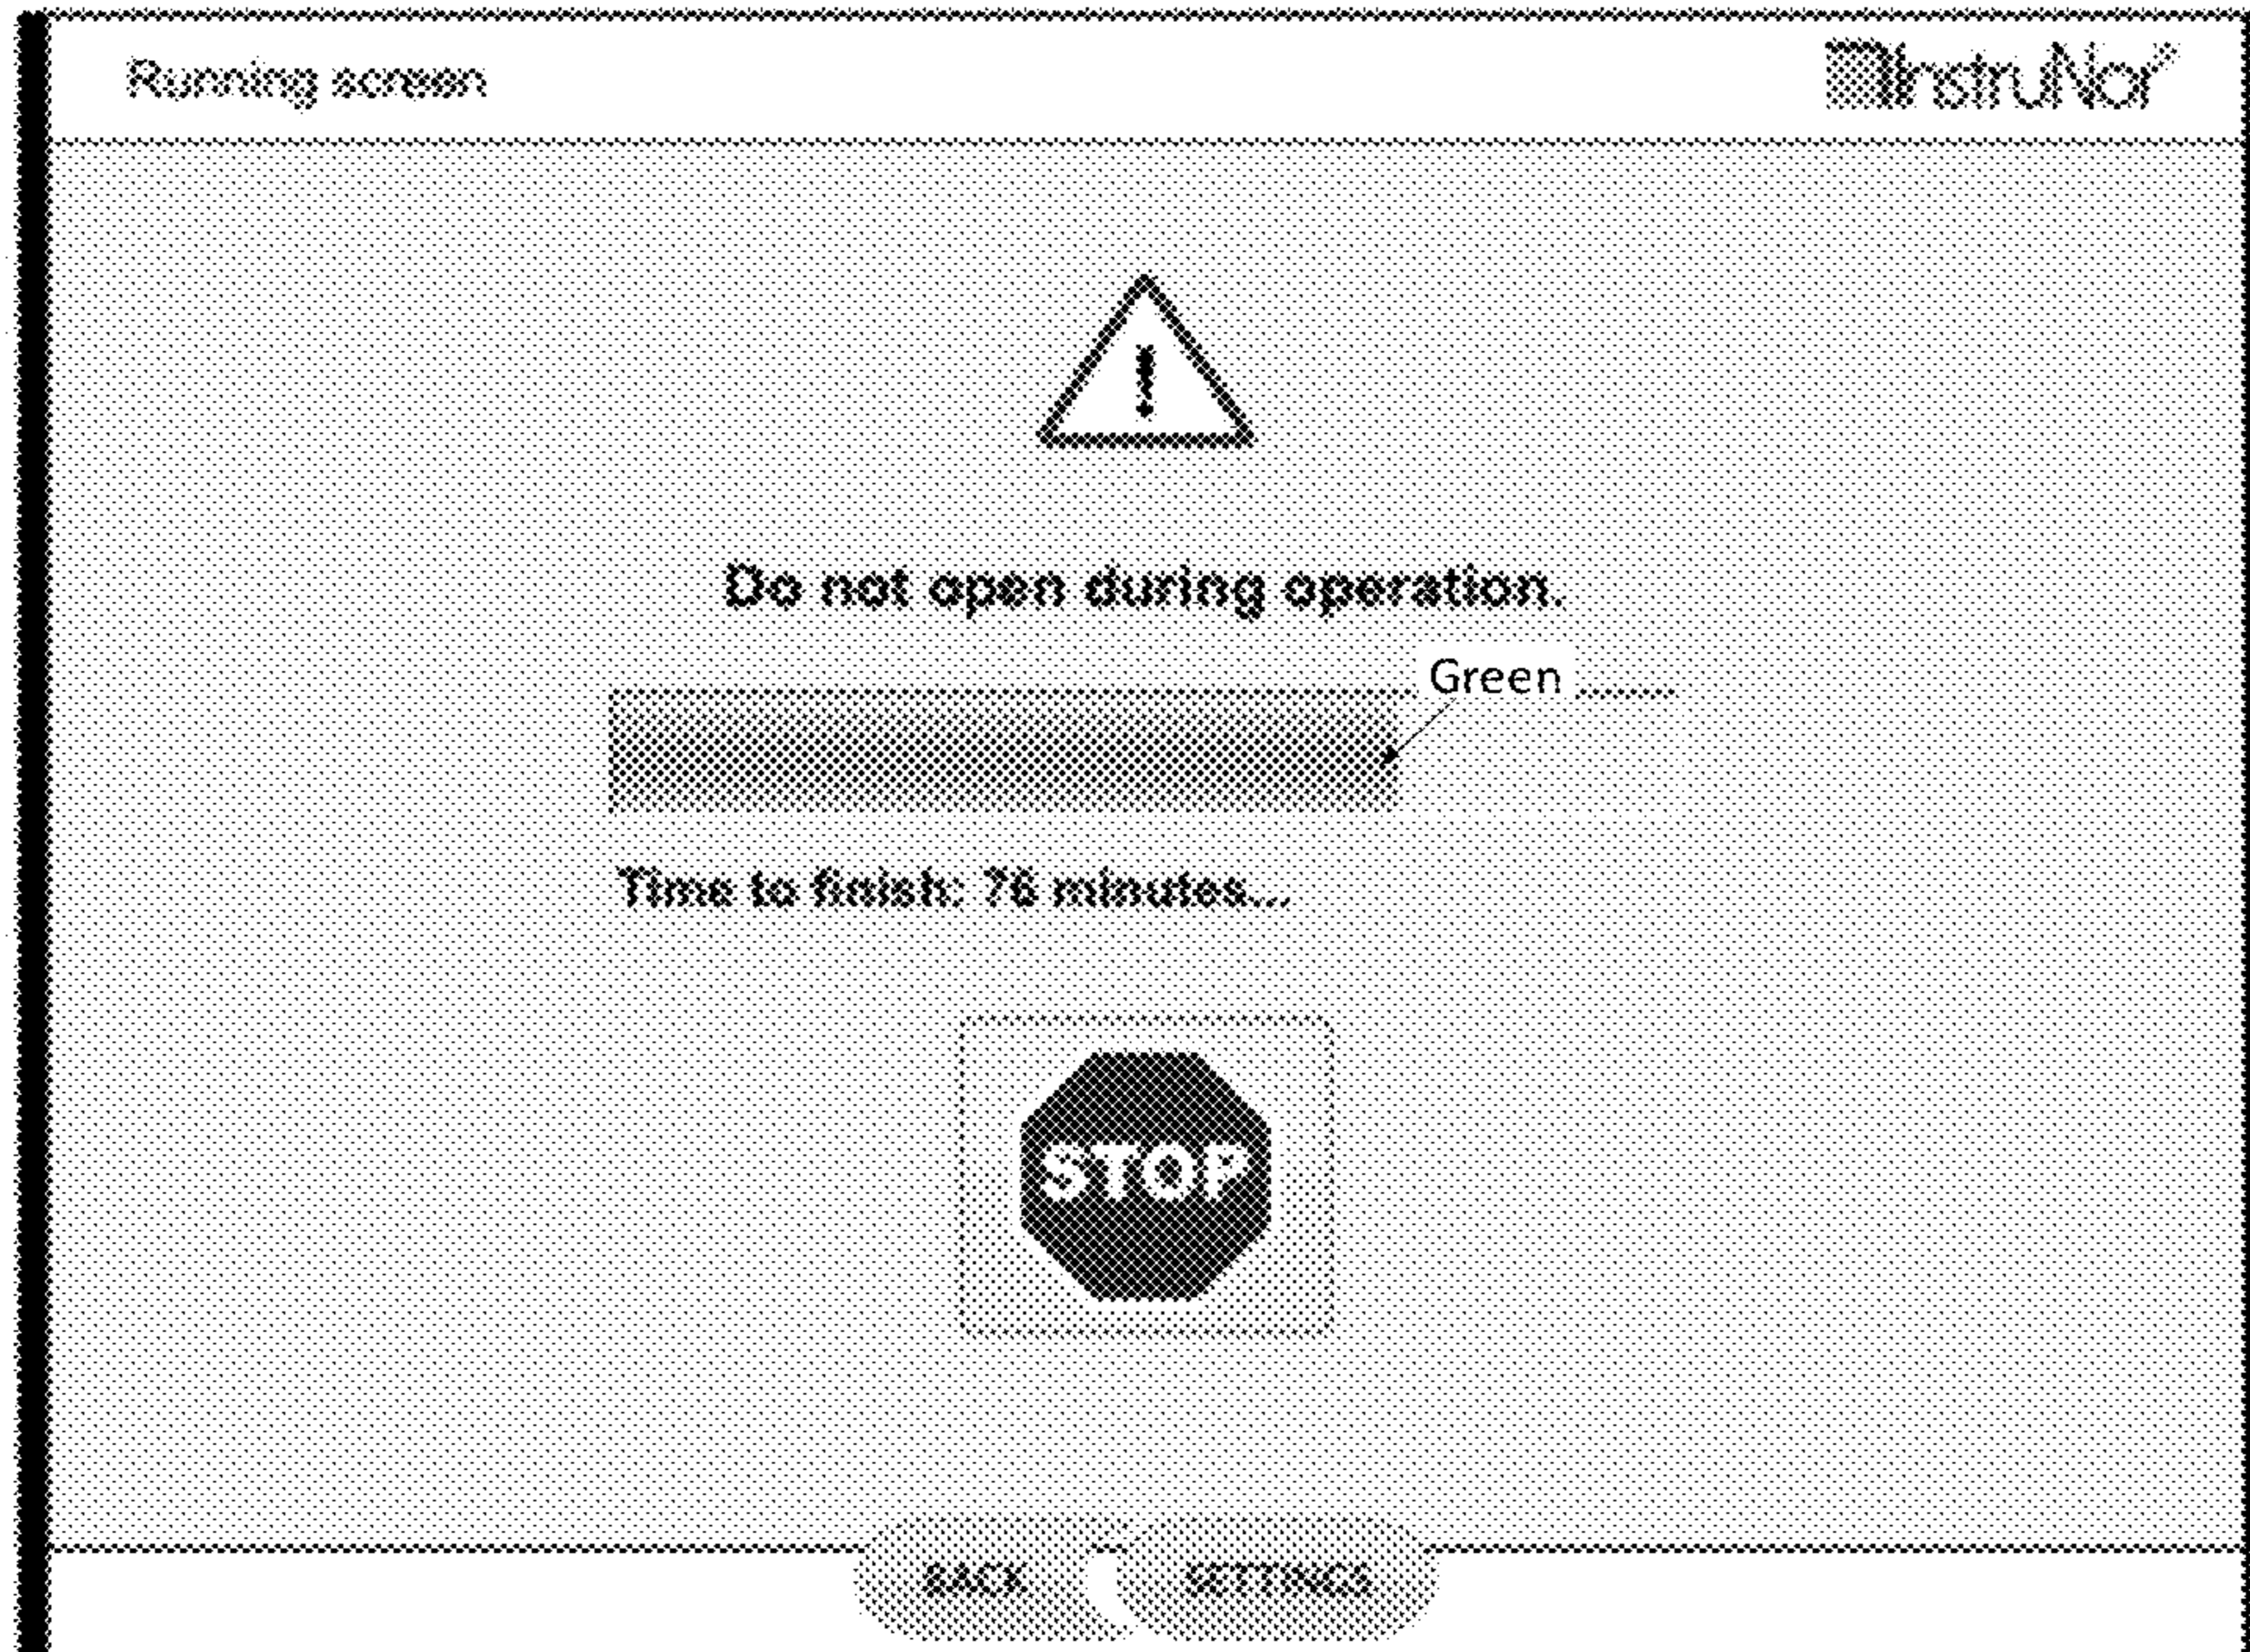 Running screen
InstruNor
!
Do not open during operation.
Green
Time to finish: 76 minutes...
STOP
BACK SETTINGS